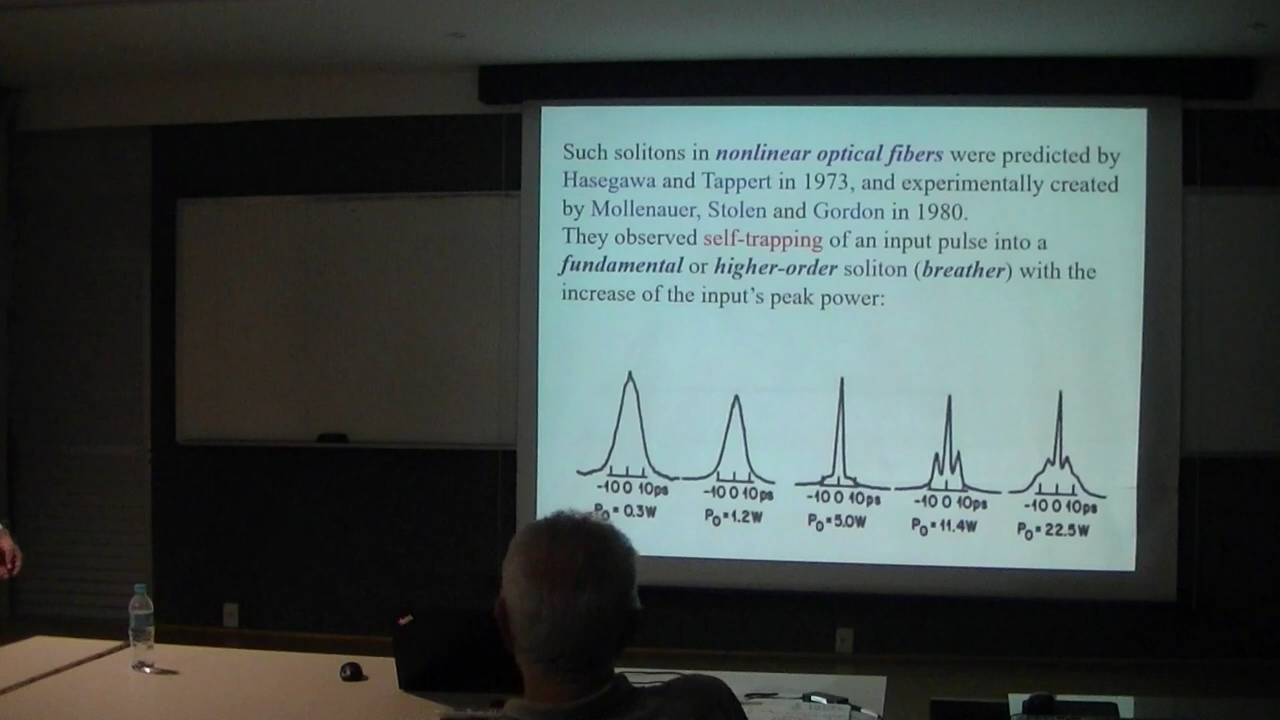 Such solitons in nonlinear optical fibers were predicted by
Hasegawa and Tappert in 1973, and experimentally created
by Mollenauer, Stolen and Gordon in 1980.
They observed self-trapping of an input pulse into a
fundamental or higher-order soliton (breather) with the
increase of the input's peak power:
-10 0 10ps -10 0 10ps -10 0 10ps -10 0 10ps -10 0 10ps
P0 = 0.3W P0 = 1.2W P0 = 5.0W P0 = 11.4W P0 = 22.5W